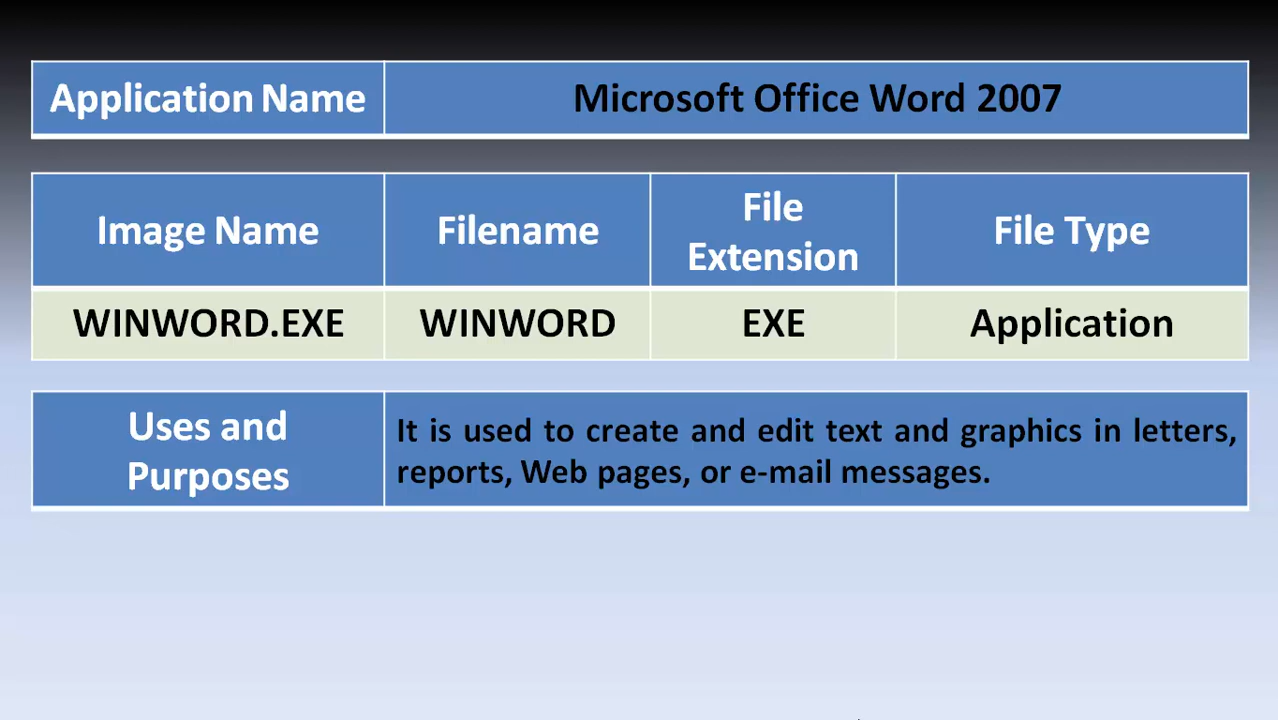 Application Name
Microsoft Office Word 2007
Image Name
Filename
File
Extension
File Type
WINWORD.EXE
WINWORD
EXE
Application
Uses and
Purposes
It is used to create and edit text and graphics in letters,
reports, Web pages, or e-mail messages.